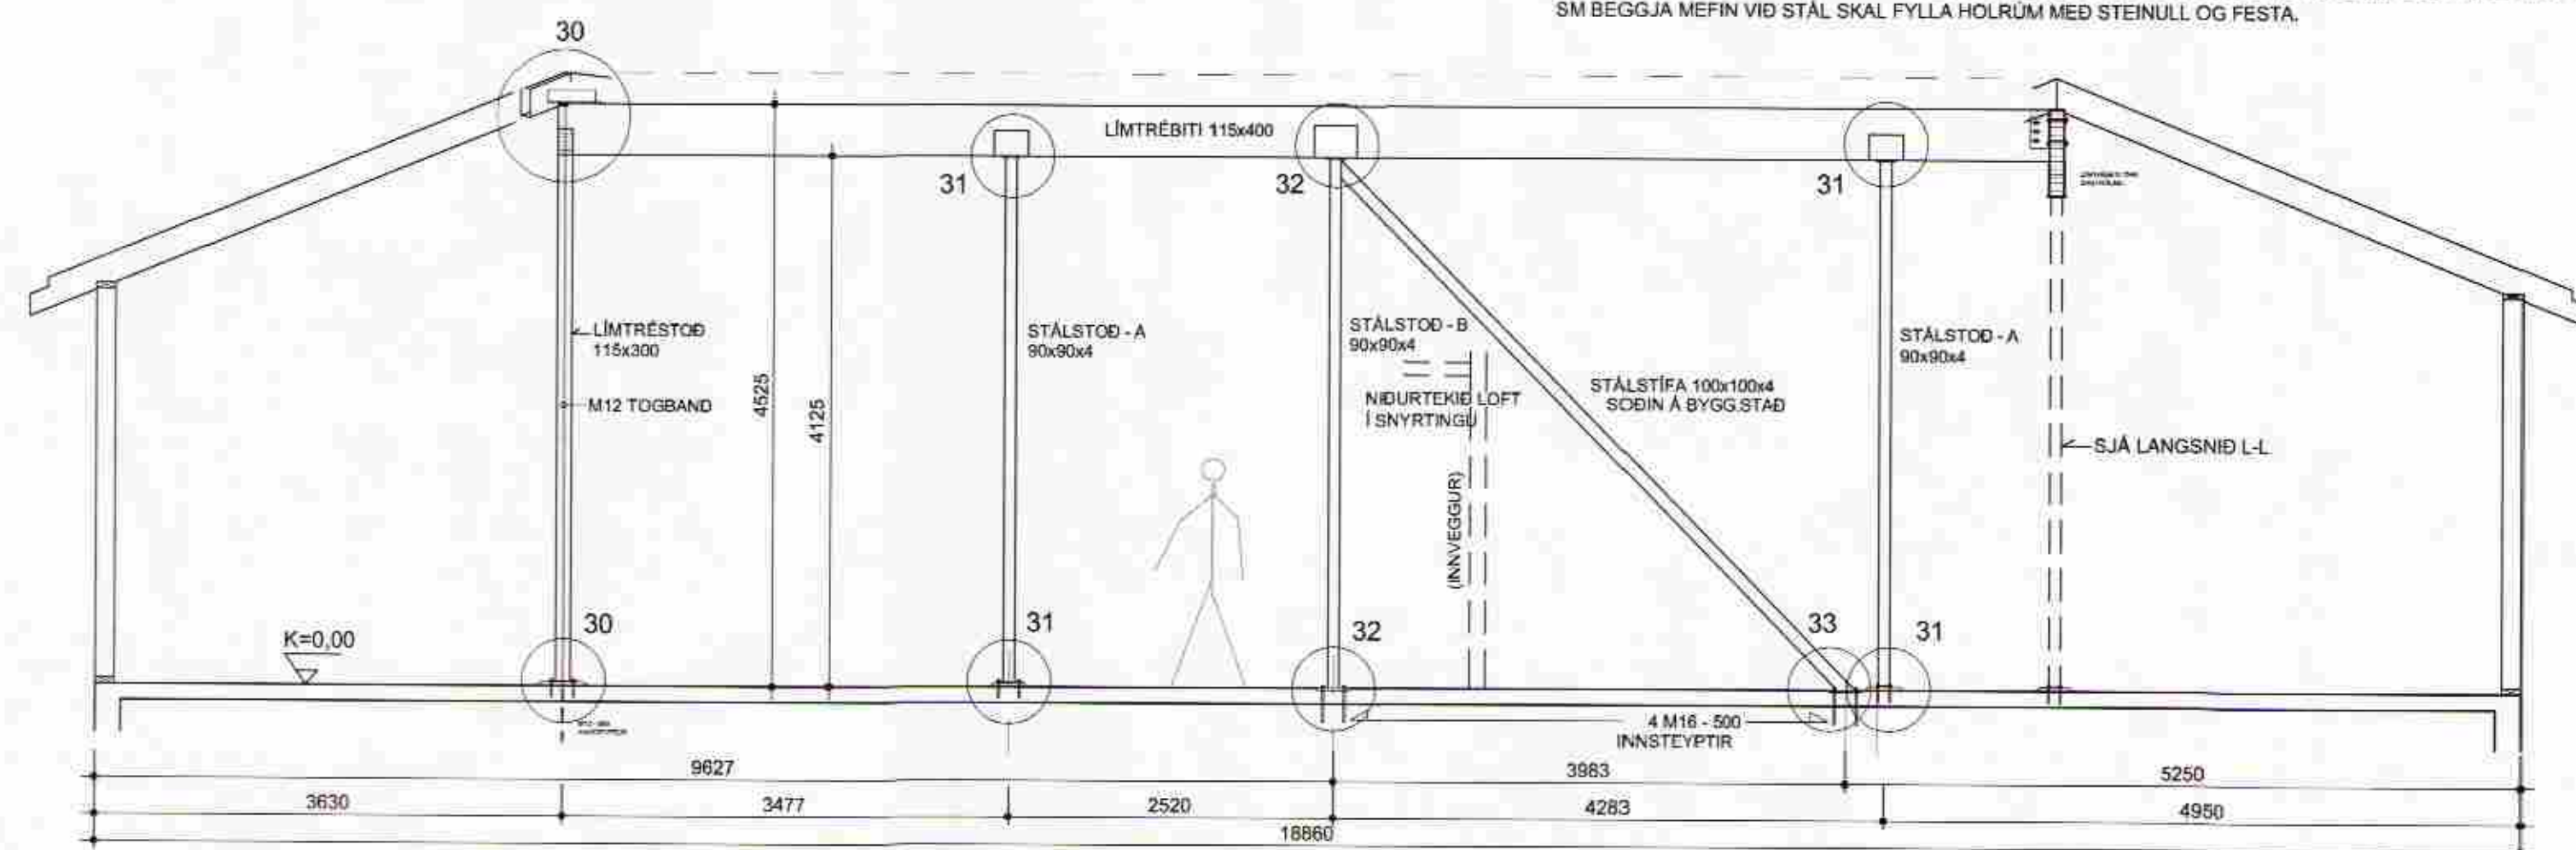 SM BEGGJA MEFIN VIÐ STÁL SKAL FYLLA HOLRÚM MEÐ STEINULL OG FESTA.
30
LÍMTRÉBITI 115x400
31
32
31
LÍMTRÉSTOÐ
115x300
M12 TOGBAND
4525
4125
STÁLSTOÐ - A
90x90x4
STÁLSTOÐ - B
90x90x4
NIÐURTEKIÐ LOFT
Í SNYRTINGU
(INNVEGGUR)
STÁLSTÍFA 100x100x4
SOÐIN Á BYGG.STAÐ
STÁLSTOÐ - A
90x90x4
SJÁ LANGSNIÐ L-L
K=0,00
30
31
32
33
31
4 M16 - 500
INNSTEYPTIR
9627
3983
5250
3630
3477
2520
4283
4950
18860